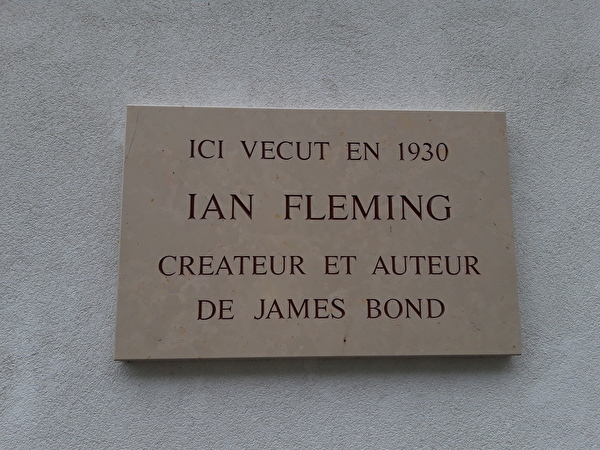 ICI VECUT EN 1930
IAN FLEMING
CREATEUR ET AUTEUR
DE JAMES BOND